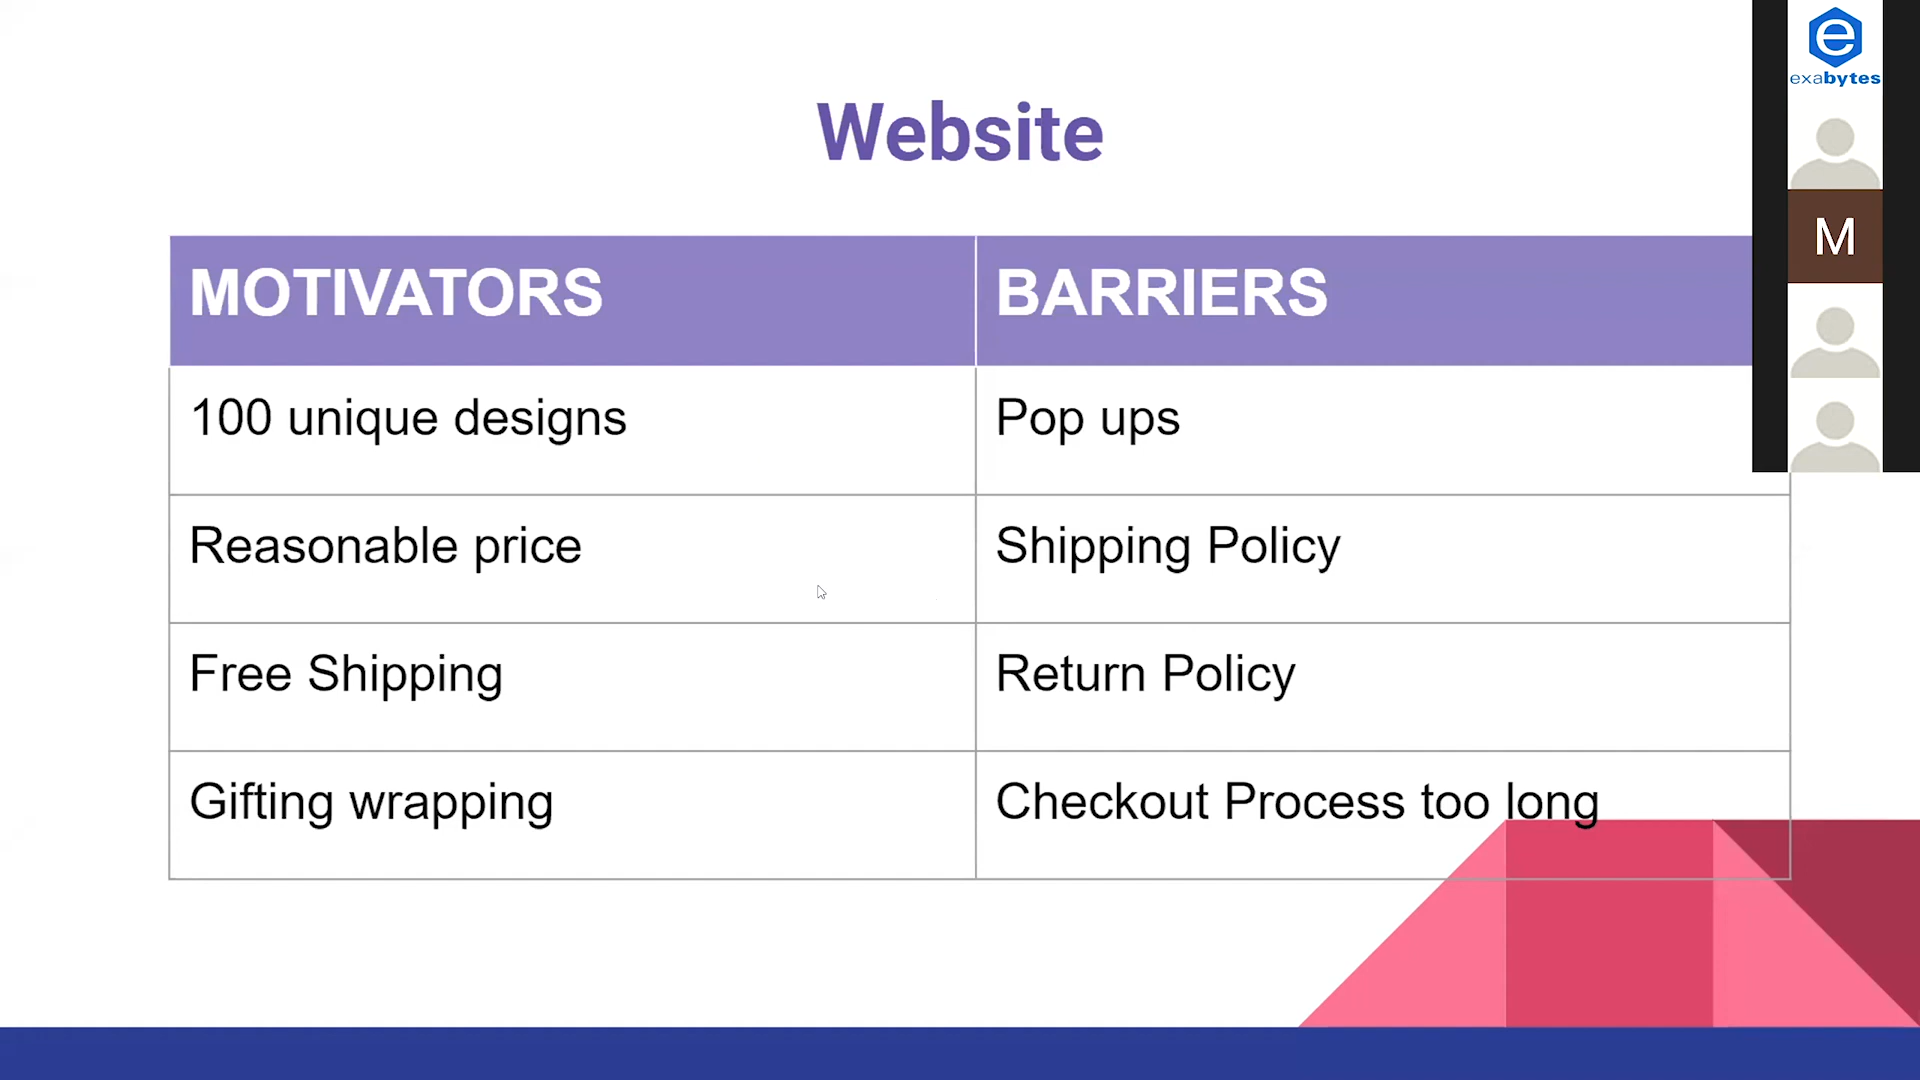 Website
MOTIVATORS
BARRIERS
100 unique designs
Pop ups
Reasonable price
Shipping Policy
Free Shipping
Return Policy
Gifting wrapping
Checkout Process too long
e
exabytes
M